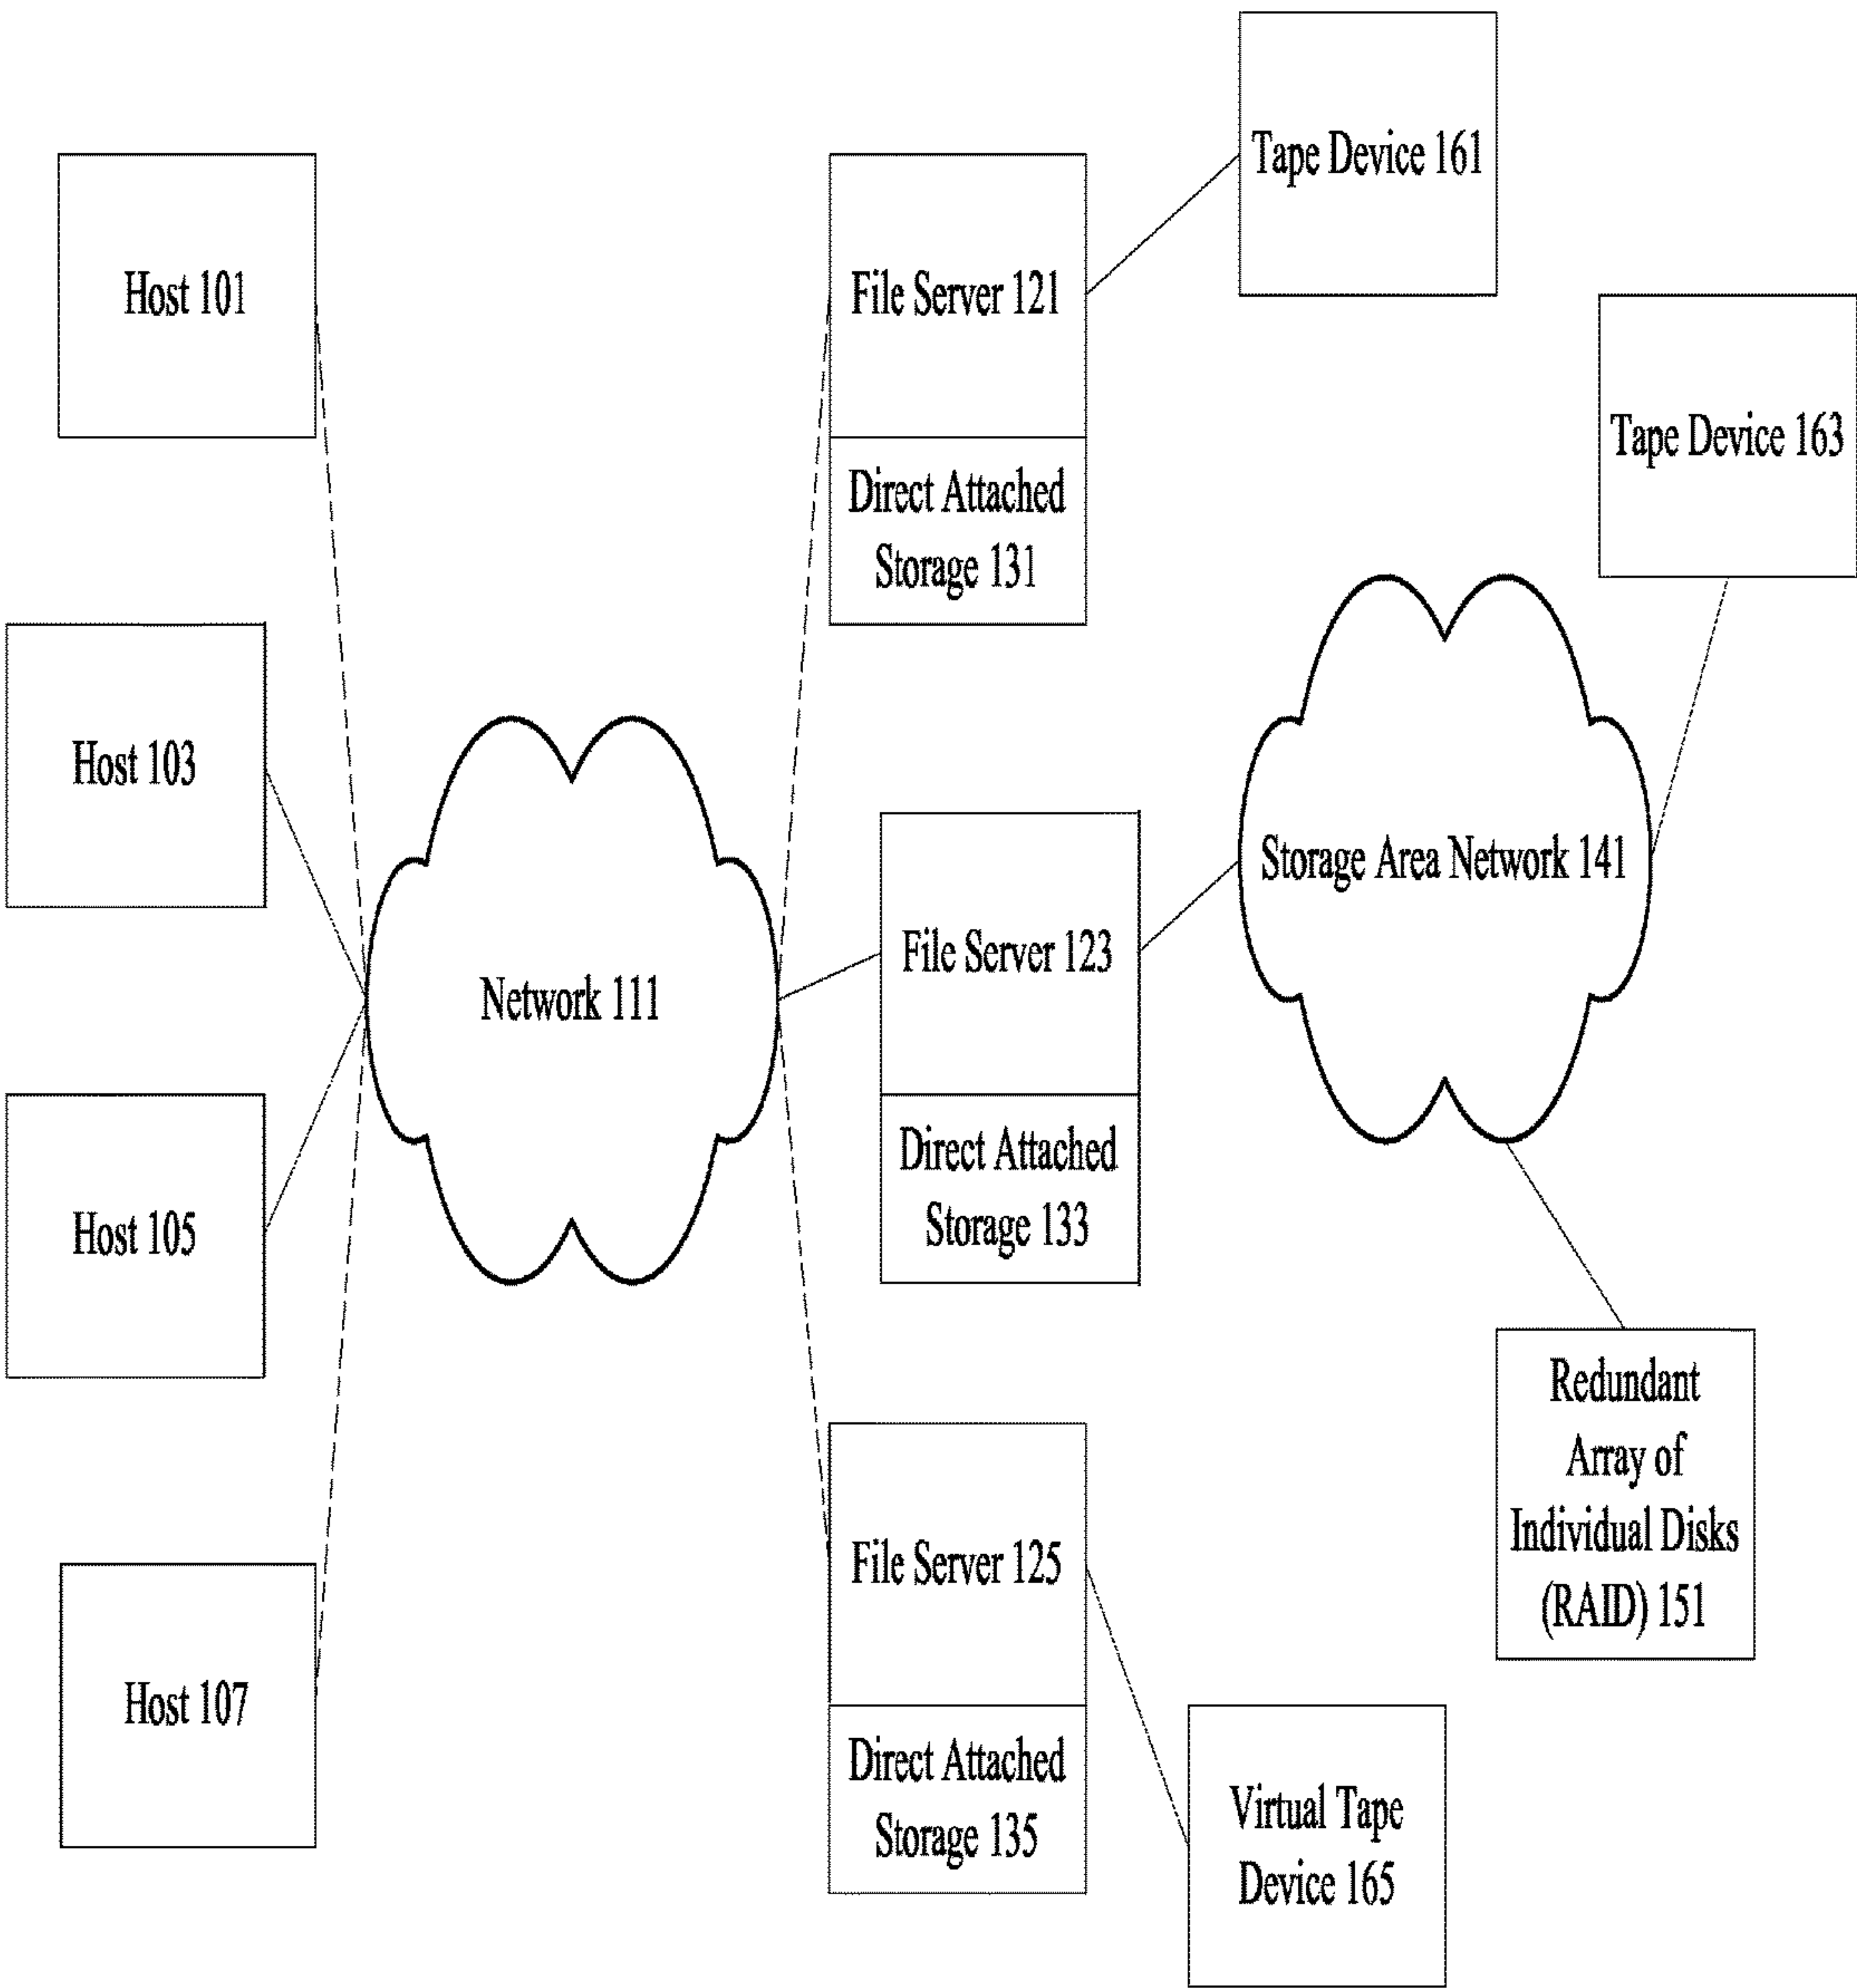 Tape Device 161
Host 101
File Server 121
Tape Device 163
Direct Attached
Storage 131
Host 103
Storage Area Network 141
File Server 123
Network 111
Direct Attached
Storage 133
Host 105
Redundant
Array of
Individual Disks
(RAID) 151
File Server 125
Host 107
Direct Attached
Storage 135
Virtual Tape
Device 165